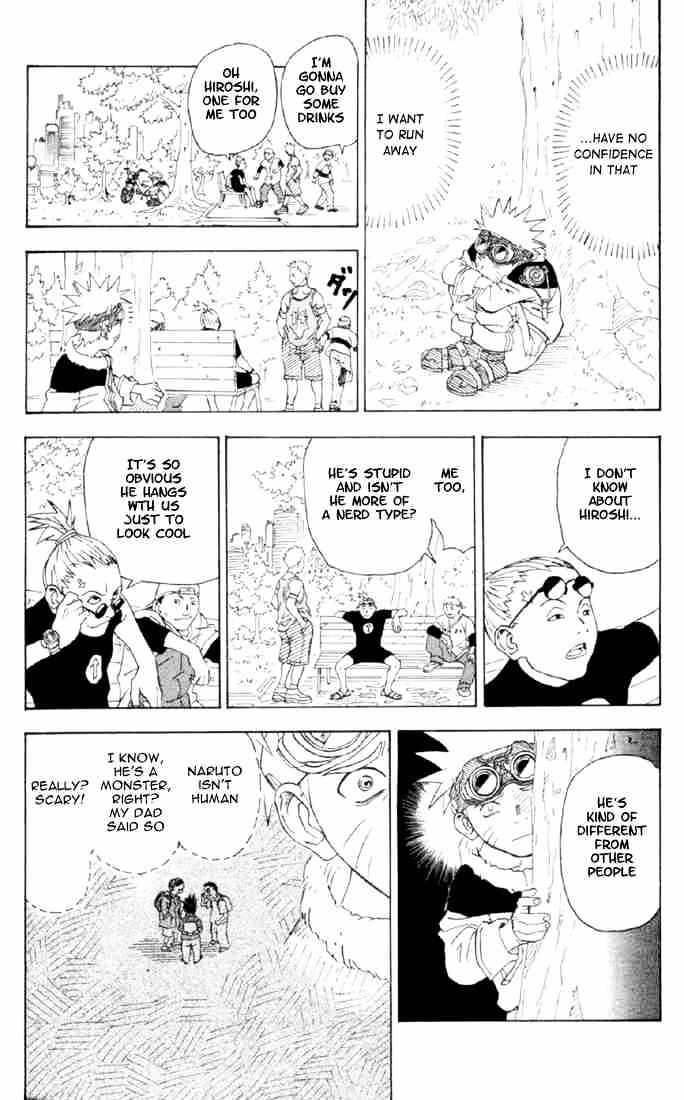 ...HAVE NO
CONFIDENCE
IN THAT
I WANT
TO RUN
AWAY
I'M
GONNA
GO BUY
SOME
DRINKS
OH
HIROSHI,
ONE FOR
ME TOO
ダッ
I DON'T
KNOW
ABOUT
HIROSHI...
ME
TOO,
HE'S STUPID
AND ISN'T
HE MORE OF
A NERD TYPE?
IT'S SO
OBVIOUS
HE HANGS
WTH US
JUST TO
LOOK COOL
HE'S
KIND OF
DIFFERENT
FROM
OTHER
PEOPLE
NARUTO
ISN'T
HUMAN
I KNOW,
HE'S A
MONSTER,
RIGHT?
MY DAD
SAID SO
REALLY?
SCARY!